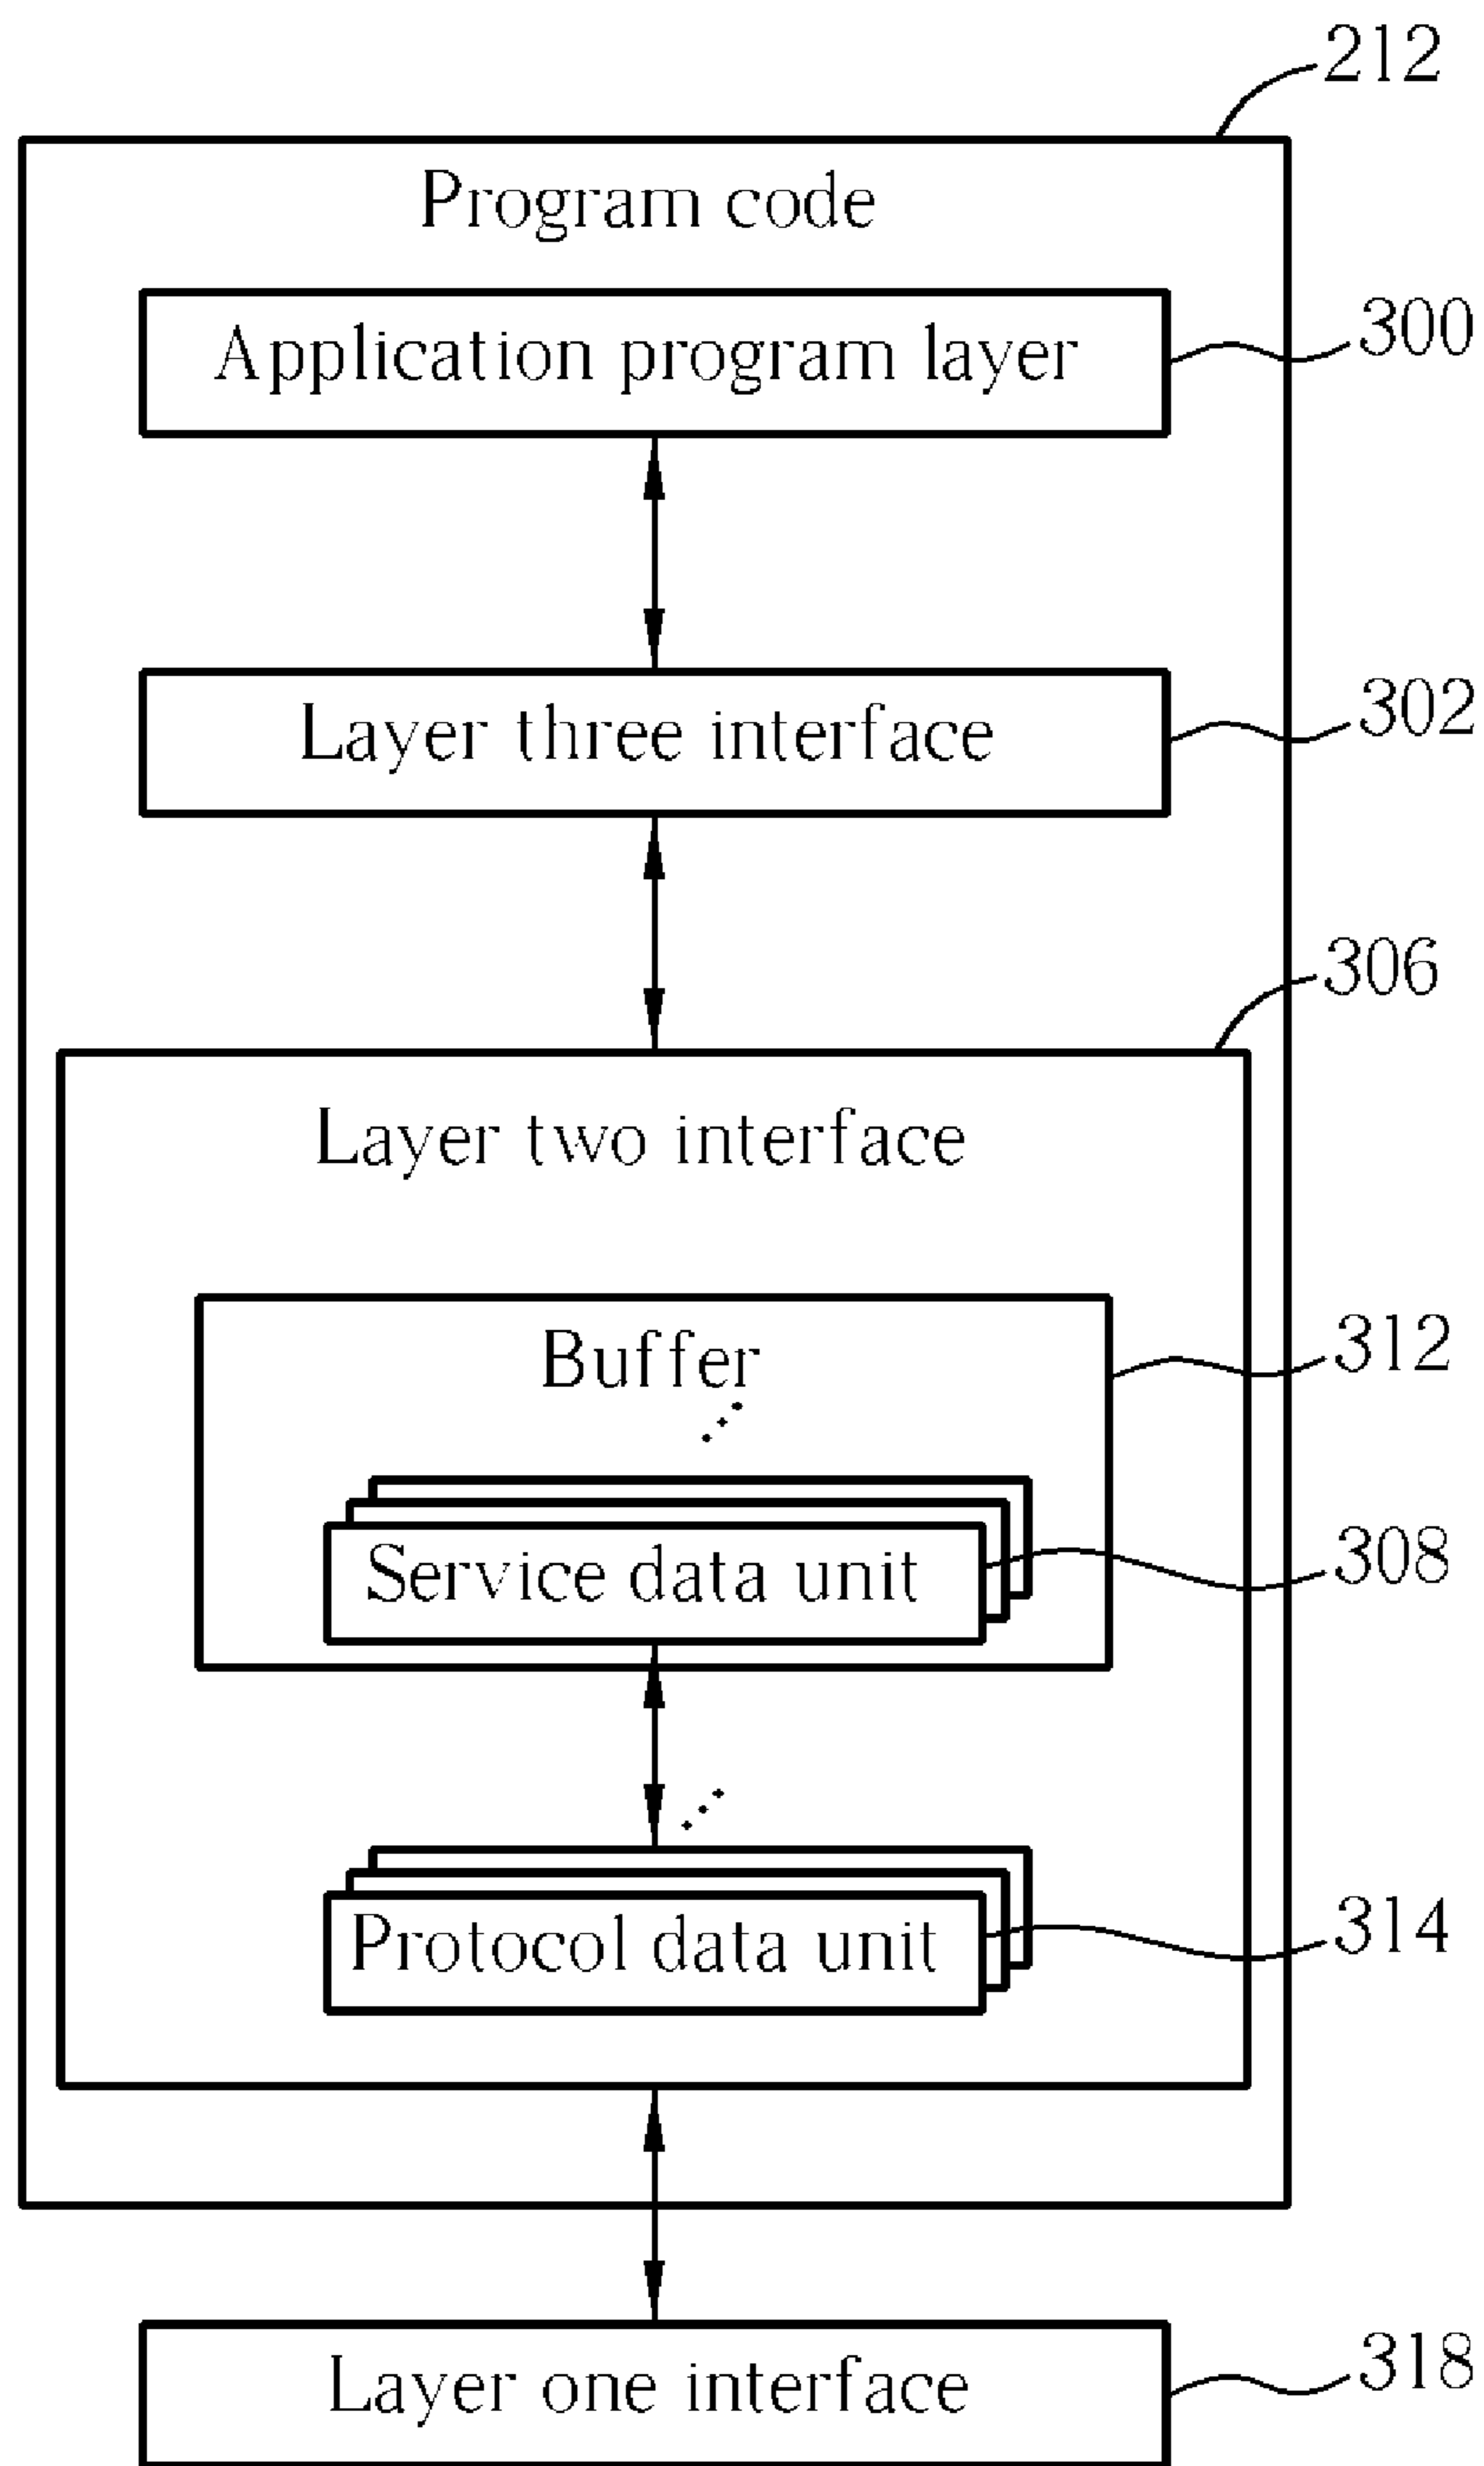 212
Program code
Application program layer
300
Layer three interface
302
306
Layer two interface
Buffer
312
Service data unit
308
Protocol data unit
314
Layer one interface
318